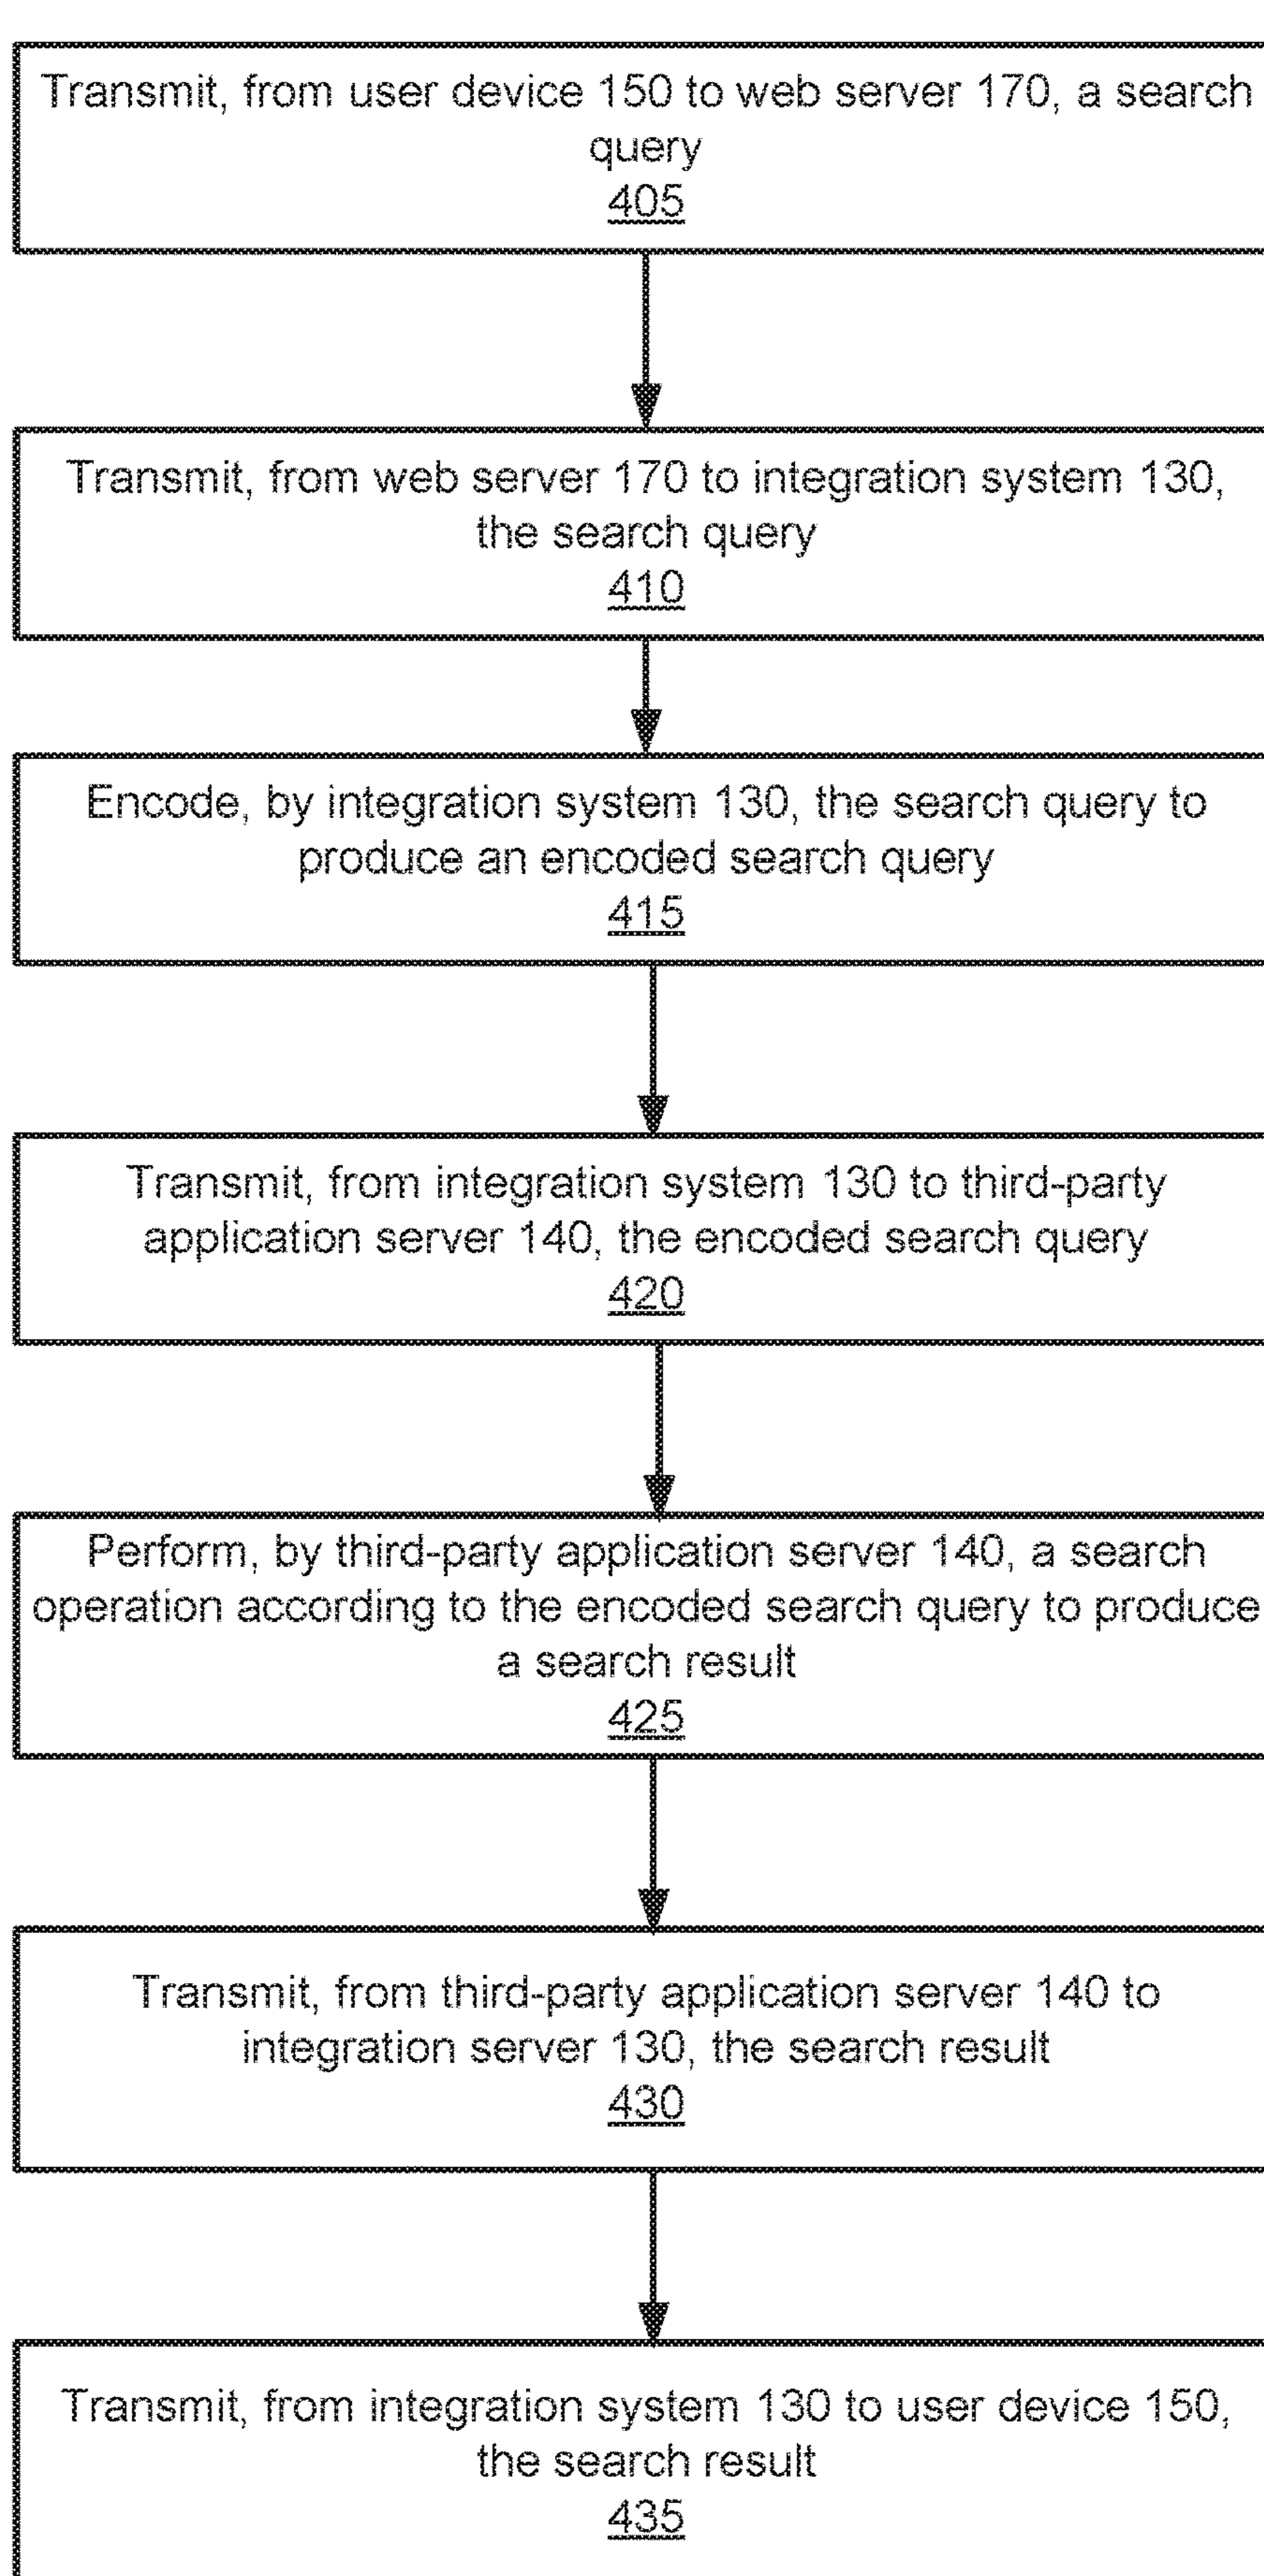 Transmit, from user device 150 to web server 170, a search
query
405
Transmit, from web server 170 to integration system 130,
the search query
410
Encode, by integration system 130, the search query to
produce an encoded search query
415
Transmit, from integration system 130 to third-party
application server 140, the encoded search query
420
Perform, by third-party application server 140, a search
operation according to the encoded search query to produce
a search result
425
Transmit, from third-party application server 140 to
integration server 130, the search result
430
Transmit, from integration system 130 to user device 150,
the search result
435